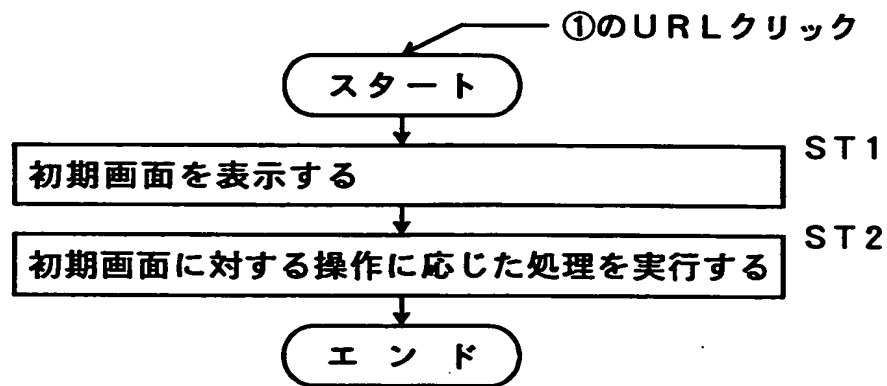 ①のURLクリック
スタート
ST1
初期画面を表示する
ST2
初期画面に対する操作に応じた処理を実行する
エンド